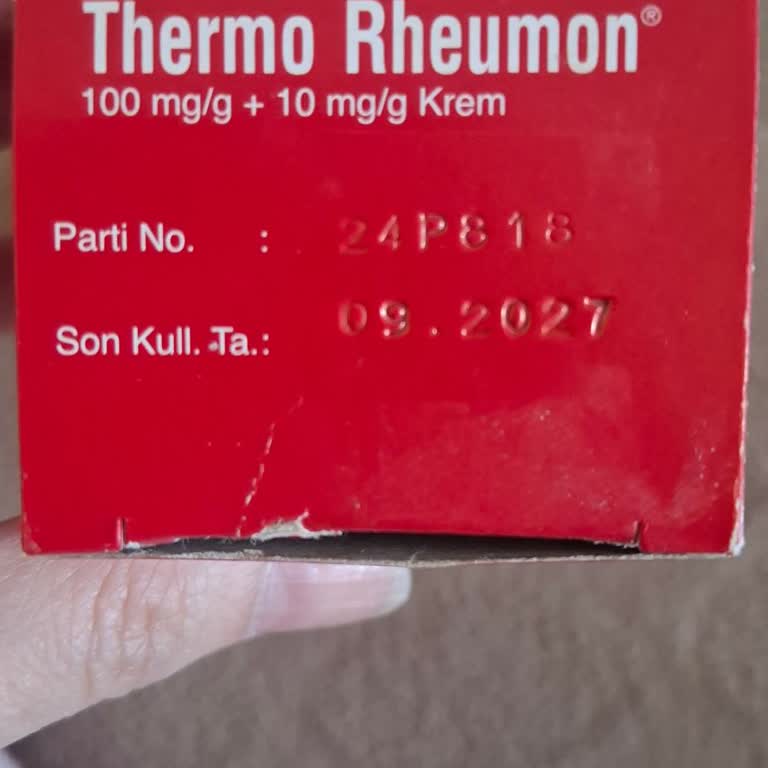 Thermo Rheumon®
100 mg/g + 10 mg/g Krem
Parti No. : 24P818
Son Kull. Ta.: 09.2027